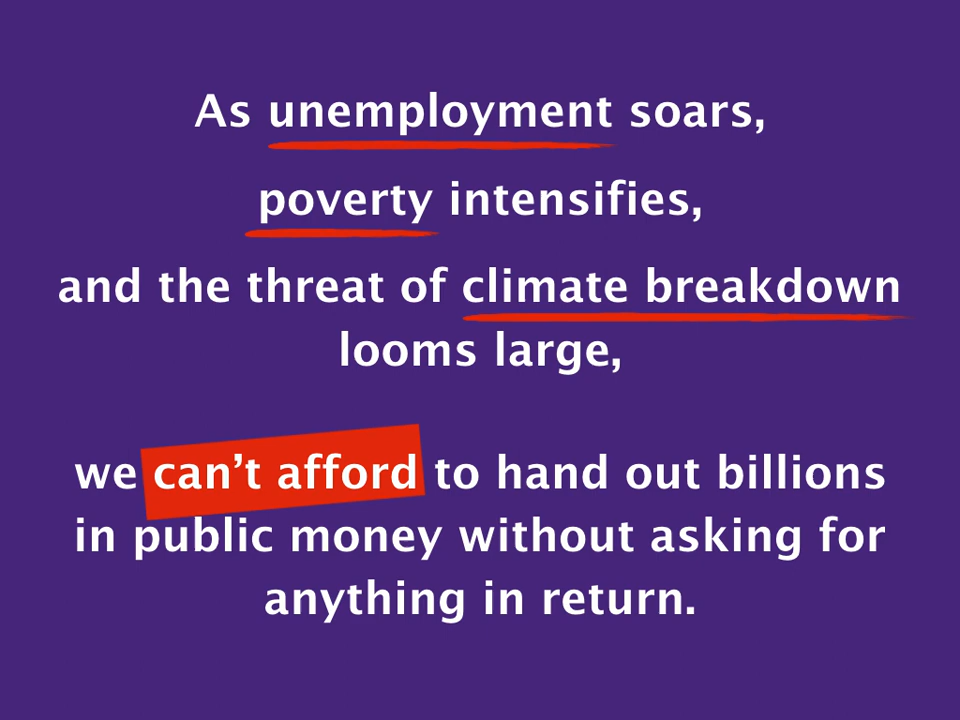 As unemployment soars,
poverty intensifies,
and the threat of climate breakdown
looms large,
we can’t afford to hand out billions
in public money without asking for
anything in return.